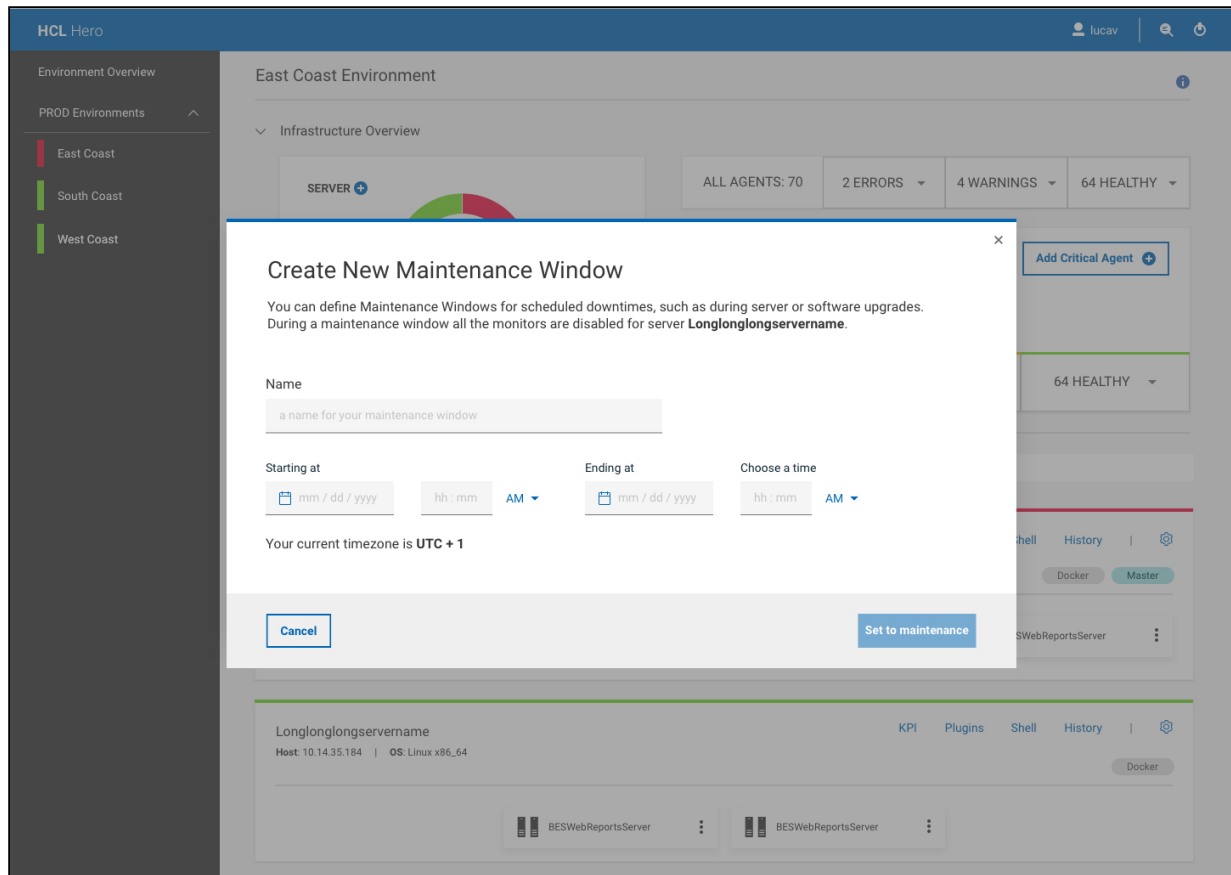 HCL Hero
lucav
Environment Overview
PROD Environments
East Coast
South Coast
West Coast
East Coast Environment
Infrastructure Overview
SERVER
ALL AGENTS: 70
2 ERRORS
4 WARNINGS
64 HEALTHY
Add Critical Agent
64 HEALTHY
Create New Maintenance Window
You can define Maintenance Windows for scheduled downtimes, such as during server or software upgrades.
During a maintenance window all the monitors are disabled for server Longlonglongservername.
Name
a name for your maintenance window
Starting at
Ending at
Choose a time
mm / dd / yyyy
hh : mm
AM
mm / dd / yyyy
hh : mm
AM
Your current timezone is UTC + 1
Cancel
Set to maintenance
History |
Docker
Master
Longlonglongservername
Host: 10.14.35.184 | OS: Linux x86_64
KPI
Plugins
Shell
History |
Docker
BESWebReportsServer
BESWebReportsServer